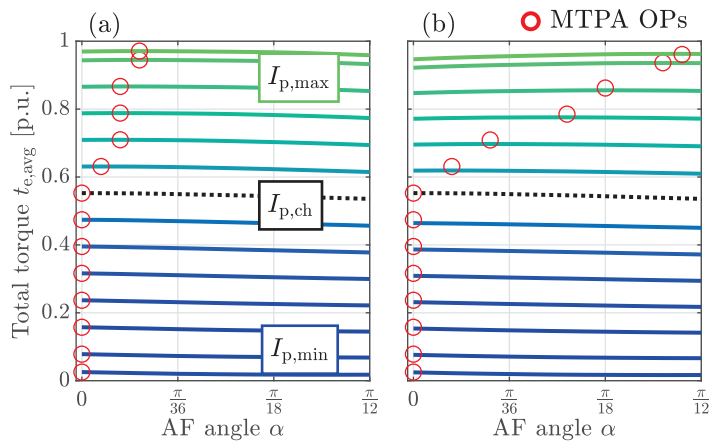 (a)
(b)
MTPA OPs
Total torque t_e,avg [p.u.]
1
0.8
0.6
0.4
0.2
0
I_p,max
I_p,ch
I_p,min
0
π/36
π/18
π/12
0
π/36
π/18
π/12
AF angle α
AF angle α